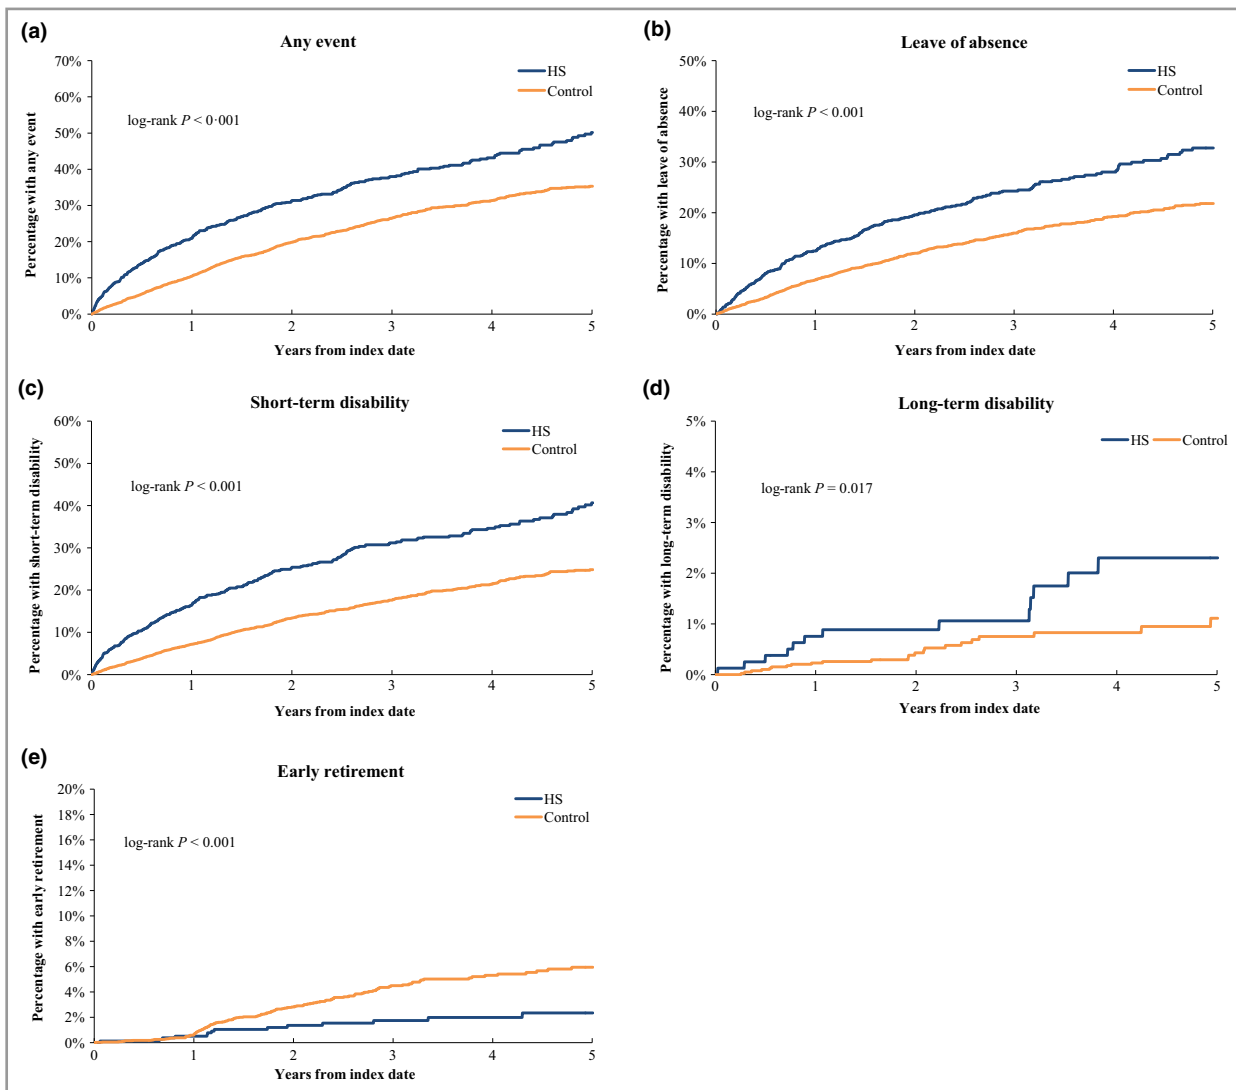 (a)
Any event
70%
60%
50%
40%
30%
20%
10%
0%
Percentage with any event
HS
Control
log-rank P < 0·001
0 1 2 3 4 5
Years from index date
(b)
Leave of absence
50%
40%
30%
20%
10%
0%
Percentage with leave of absence
HS
Control
log-rank P < 0.001
0 1 2 3 4 5
Years from index date
(c)
Short-term disability
60%
50%
40%
30%
20%
10%
0%
Percentage with short-term disability
HS
Control
log-rank P < 0.001
0 1 2 3 4 5
Years from index date
(d)
Long-term disability
5%
4%
3%
2%
1%
0%
Percentage with long-term disability
HS Control
log-rank P = 0.017
0 1 2 3 4 5
Years from index date
(e)
Early retirement
20%
18%
16%
14%
12%
10%
8%
6%
4%
2%
0%
Percentage with early retirement
HS
Control
log-rank P < 0.001
0 1 2 3 4 5
Years from index date